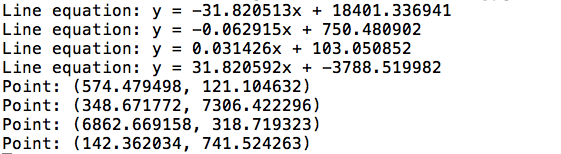 Line equation: y = -31.820513x + 18401.336941
Line equation: y = -0.062915x + 750.480902
Line equation: y = 0.031426x + 103.050852
Line equation: y = 31.820592x + -3788.519982
Point: (574.479498, 121.104632)
Point: (348.671772, 7306.422296)
Point: (6862.669158, 318.719323)
Point: (142.362034, 741.524263)